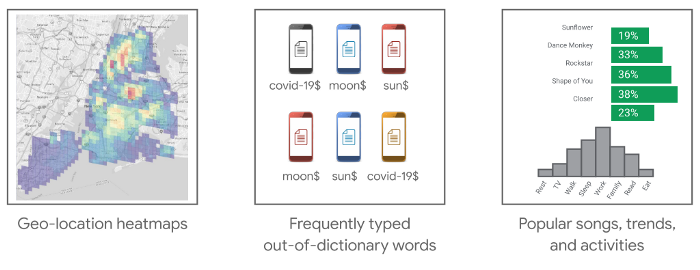 covid-19$ moon$ sun$
moon$ sun$ covid-19$
Sunflower 19%
Dance Monkey 33%
Rockstar 36%
Shape of You 38%
Closer 23%
Rest TV Walk Sleep Work Family Read Eat
Geo-location heatmaps
Frequently typed
out-of-dictionary words
Popular songs, trends,
and activities